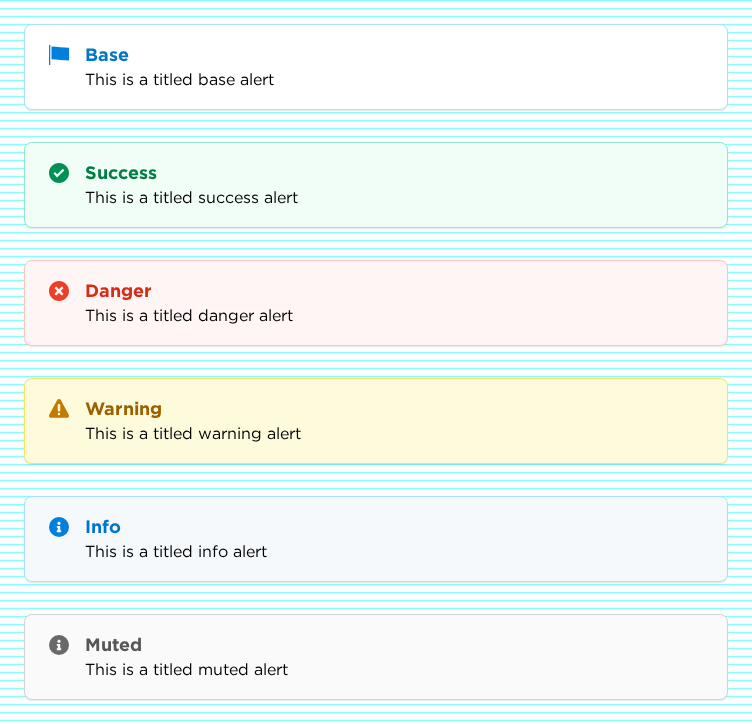 Base
This is a titled base alert
Success
This is a titled success alert
Danger
This is a titled danger alert
Warning
This is a titled warning alert
Info
This is a titled info alert
Muted
This is a titled muted alert